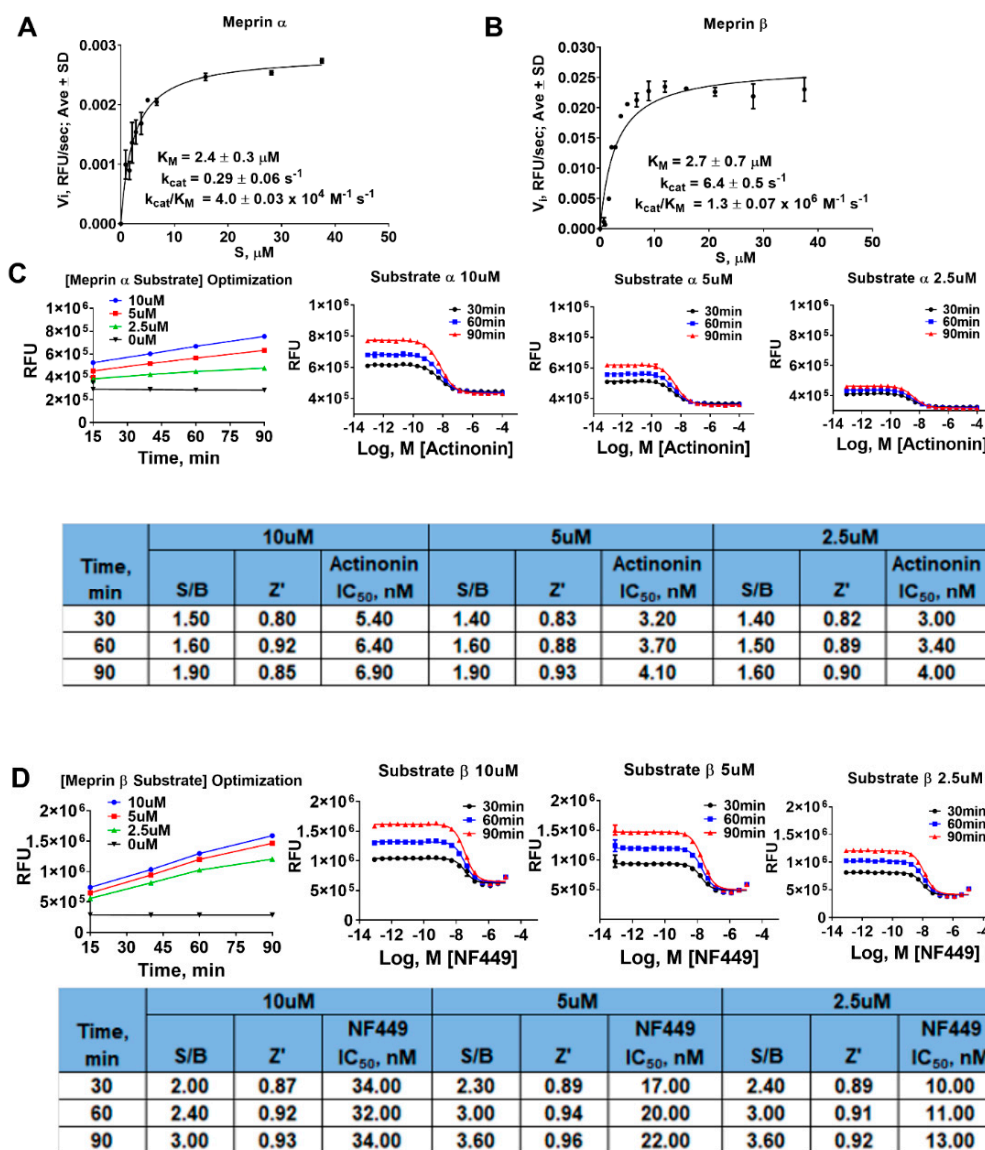 A
Meprin α
Vi, RFU/sec; Ave ± SD
0.003
0.002
0.001
0.000
K_M = 2.4 ± 0.3 μM
k_cat = 0.29 ± 0.06 s⁻¹
k_cat/K_M = 4.0 ± 0.03 x 10⁴ M⁻¹ s⁻¹
0 10 20 30 40 50
S, μM
B
Meprin β
V_i, RFU/sec; Ave ± SD
0.030
0.025
0.020
0.015
0.010
0.005
0.000
K_M = 2.7 ± 0.7 μM
k_cat = 6.4 ± 0.5 s⁻¹
k_cat/K_M = 1.3 ± 0.07 x 10⁶ M⁻¹ s⁻¹
0 10 20 30 40 50
S, μM
C
[Meprin α Substrate] Optimization
10uM
5uM
2.5uM
0uM
RFU
1×10⁶
8×10⁵
6×10⁵
4×10⁵
2×10⁵
0
15 30 45 60 75 90
Time, min
Substrate α 10uM
30min
60min
90min
RFU
1×10⁶
8×10⁵
6×10⁵
4×10⁵
-14 -12 -10 -8 -6 -4
Log, M [Actinonin]
Substrate α 5uM
30min
60min
90min
RFU
1×10⁶
8×10⁵
6×10⁵
4×10⁵
-14 -12 -10 -8 -6 -4
Log, M [Actinonin]
Substrate α 2.5uM
30min
60min
90min
RFU
1×10⁶
8×10⁵
6×10⁵
4×10⁵
-14 -12 -10 -8 -6 -4
Log, M [Actinonin]
10uM 5uM 2.5uM
Time, min S/B Z' Actinonin IC₅₀, nM S/B Z' Actinonin IC₅₀, nM S/B Z' Actinonin IC₅₀, nM
30 1.50 0.80 5.40 1.40 0.83 3.20 1.40 0.82 3.00
60 1.60 0.92 6.40 1.60 0.88 3.70 1.50 0.89 3.40
90 1.90 0.85 6.90 1.90 0.93 4.10 1.60 0.90 4.00
D
[Meprin β Substrate] Optimization
10uM
5uM
2.5uM
0uM
RFU
2×10⁶
1.5×10⁶
1×10⁶
5×10⁵
0
15 30 45 60 75 90
Time, min
Substrate β 10uM
30min
60min
90min
RFU
2×10⁶
1.5×10⁶
1×10⁶
5×10⁵
0
-14 -12 -10 -8 -6 -4
Log, M [NF449]
Substrate β 5uM
30min
60min
90min
RFU
2×10⁶
1.5×10⁶
1×10⁶
5×10⁵
0
-14 -12 -10 -8 -6 -4
Log, M [NF449]
Substrate β 2.5uM
30min
60min
90min
RFU
2×10⁶
1.5×10⁶
1×10⁶
5×10⁵
0
-14 -12 -10 -8 -6 -4
Log, M [NF449]
10uM 5uM 2.5uM
Time, min S/B Z' NF449 IC₅₀, nM S/B Z' NF449 IC₅₀, nM S/B Z' NF449 IC₅₀, nM
30 2.00 0.87 34.00 2.30 0.89 17.00 2.40 0.89 10.00
60 2.40 0.92 32.00 3.00 0.94 20.00 3.00 0.91 11.00
90 3.00 0.93 34.00 3.60 0.96 22.00 3.60 0.92 13.00